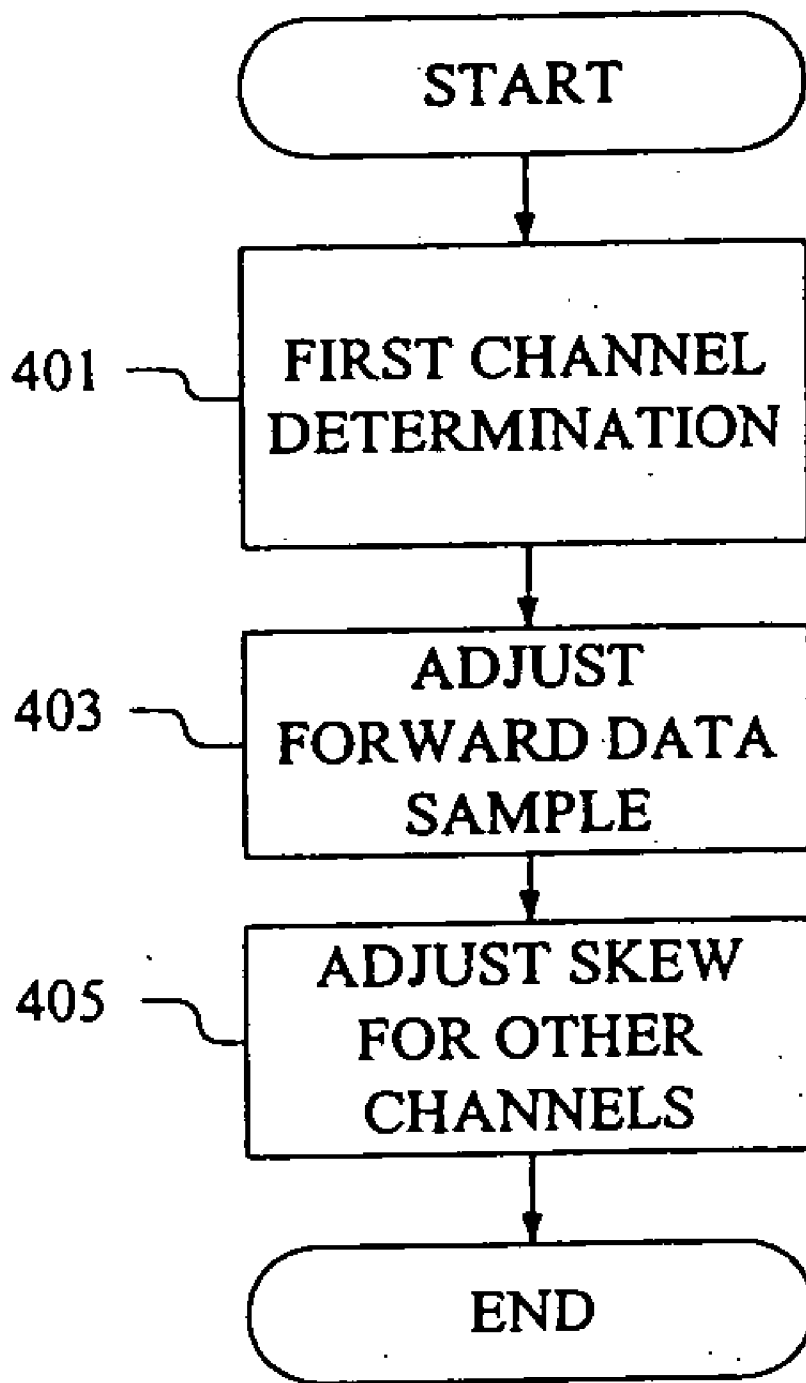 START
401
FIRST CHANNEL
DETERMINATION
403
ADJUST
FORWARD DATA
SAMPLE
405
ADJUST SKEW
FOR OTHER
CHANNELS
END